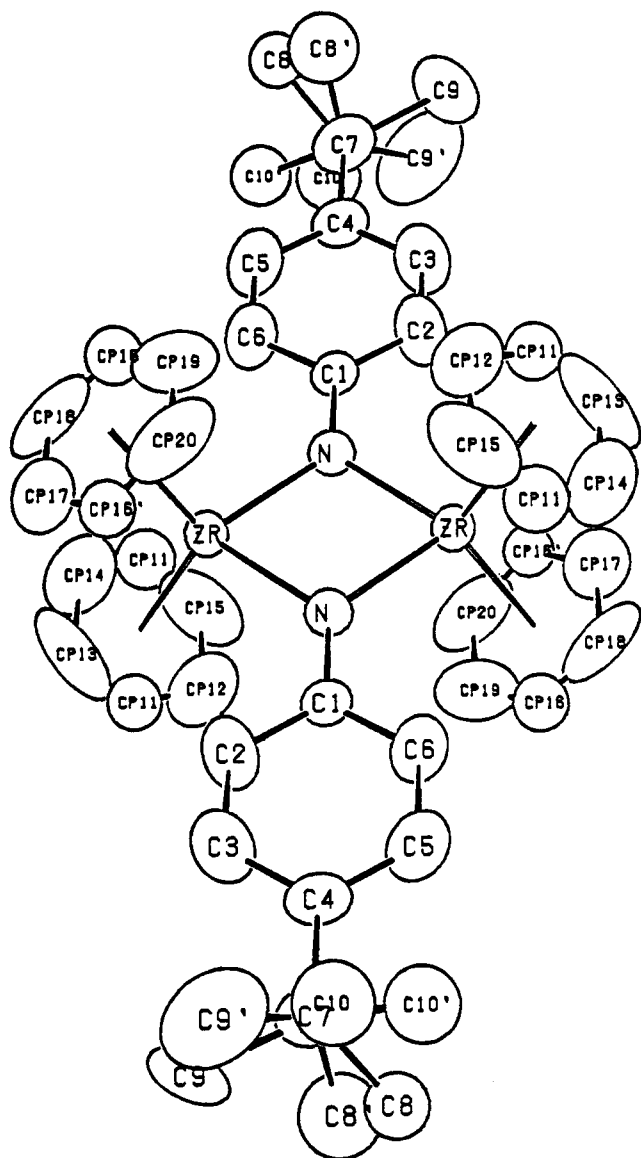 C8 C8'
C9
C7
C9'
C10
C10
C4
C5 C3
C6 C2
CP18 CP19 CP12 CP11
C1
CP18 CP13
CP20 CP15
N
CP17 CP14
CP16' CP11
ZR ZR
CP14 CP11 CP16' CP17
CP15 CP20
N
CP13 CP18
CP12 CP19
CP11 CP18
C1
C2 C6
C3 C5
C4
C9' C7 C10 C10'
C9
C8' C8